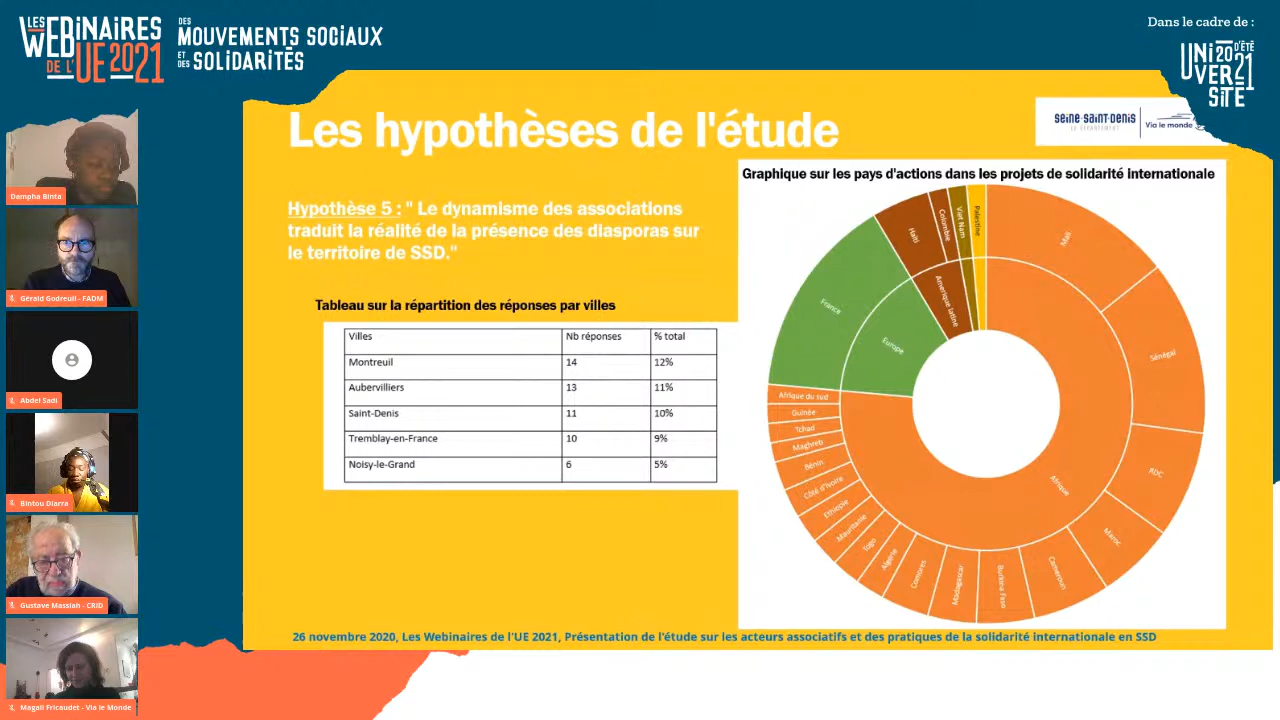 LES
WEBINAIRES
DE L'UE 2021
DES
MOUVEMENTS SOCIAUX
ET
DES SOLIDARITÉS
Dans le cadre de :
UNI 20 D'ÉTÉ
VER 21
SITÉ
SEINE-SAINT-DENIS
LE DÉPARTEMENT
Via le monde
Les hypothèses de l'étude
Hypothèse 5 : " Le dynamisme des associations
traduit la réalité de la présence des diasporas sur
le territoire de SSD."
Tableau sur la répartition des réponses par villes
Villes Nb réponses % total
Montreuil 14 12%
Aubervilliers 13 11%
Saint-Denis 11 10%
Tremblay-en-France 10 9%
Noisy-le-Grand 6 5%
Graphique sur les pays d'actions dans les projets de solidarité internationale
Mali
Sénégal
RDC
Maroc
Cameroun
Burkina Faso
Madagascar
Comores
Algérie
Togo
Mauritanie
Ethiopie
Côté d'Ivoire
Bénin
Maghreb
Tchad
Guinée
Afrique du sud
France
Haïti
Colombie
Viet Nam
Palestine
Afrique
Europe
Amerique latine
26 novembre 2020, Les Webinaires de l'UE 2021, Présentation de l'étude sur les acteurs associatifs et des pratiques de la solidarité internationale en SSD
Dampha Binta
Gérald Godreuil - FADM
Abdel Sadi
Bintou Diarra
Gustave Massiah - CRID
Magali Fricaudet - Via le Monde